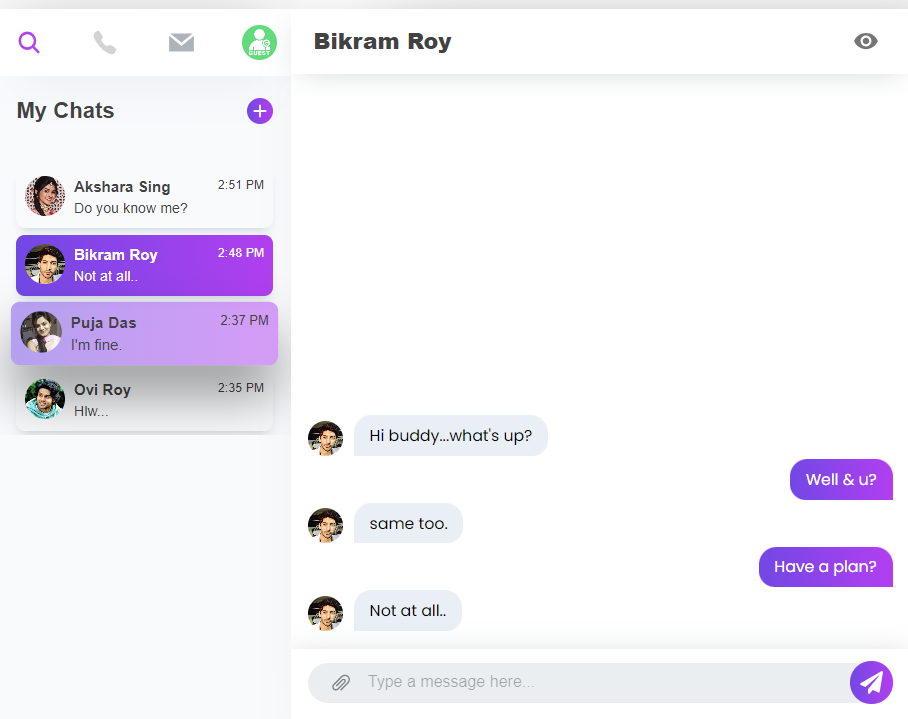 GUEST
Bikram Roy
My Chats
Akshara Sing 2:51 PM
Do you know me?
Bikram Roy 2:48 PM
Not at all..
Puja Das 2:37 PM
I'm fine.
Ovi Roy 2:35 PM
HIw...
Hi buddy...what's up?
Well & u?
same too.
Have a plan?
Not at all..
Type a message here...